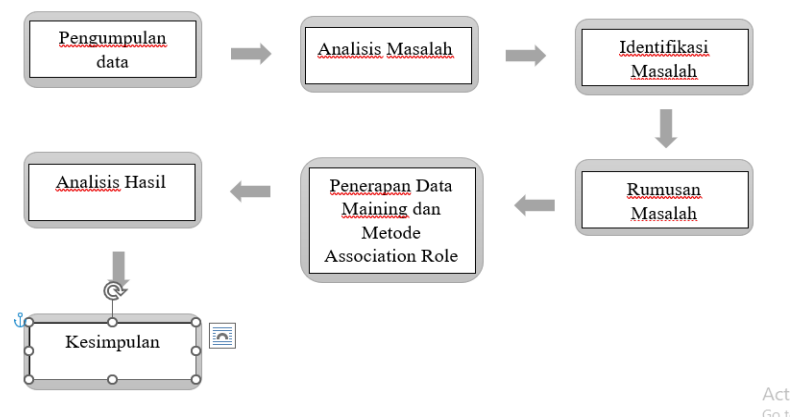 Pengumpulan
data
Analisis Masalah
Identifikasi
Masalah
Rumusan
Masalah
Penerapan Data
Maining dan
Metode
Association Role
Analisis Hasil
Kesimpulan
Act
Go t